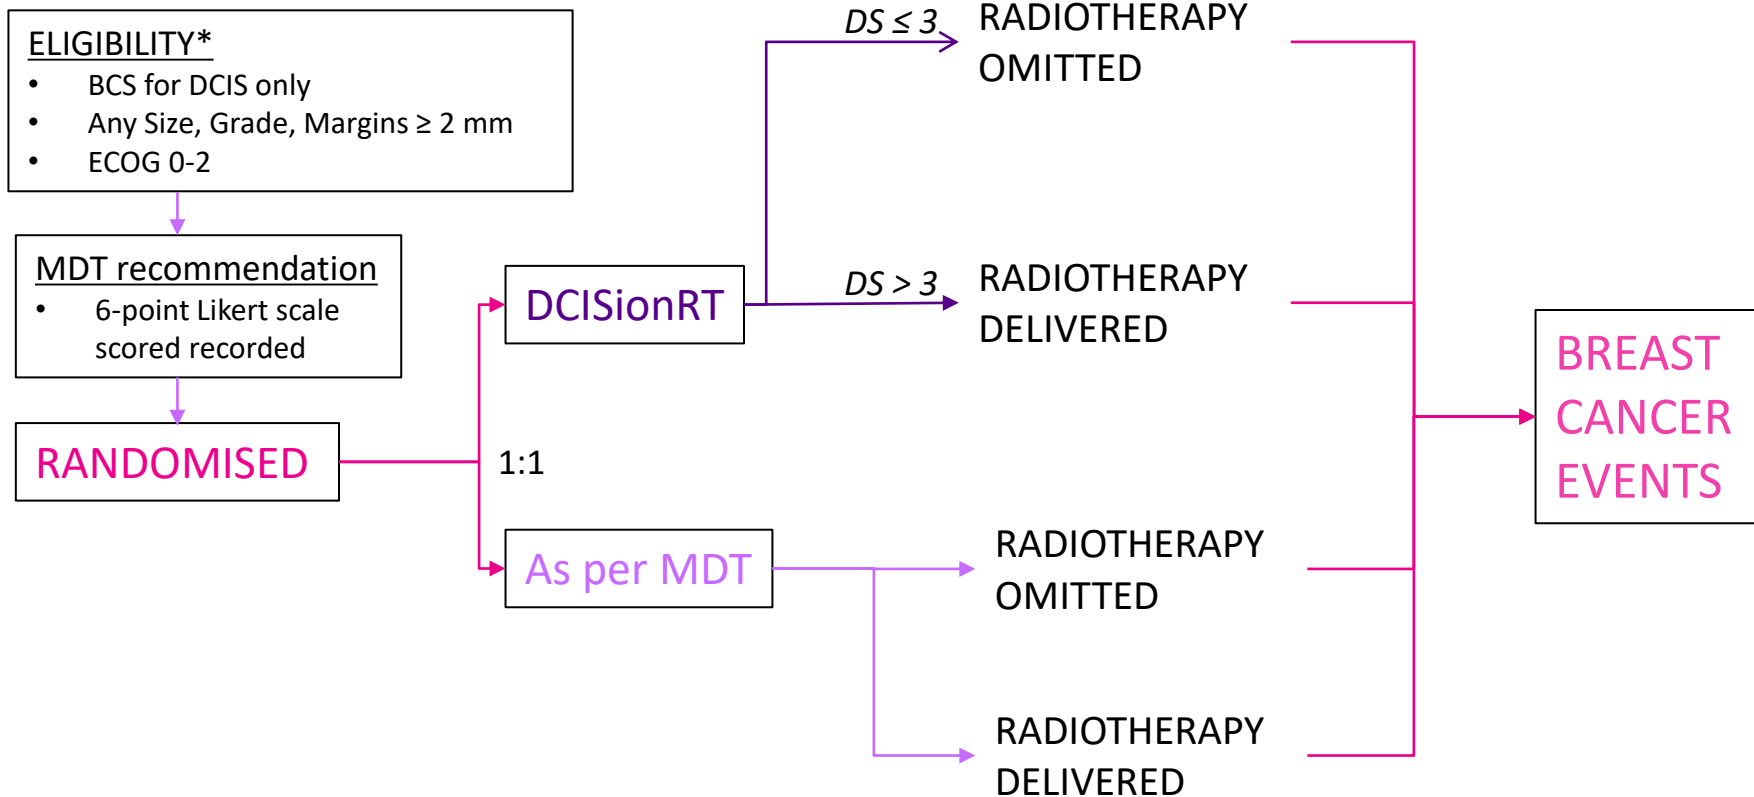 ELIGIBILITY*
• BCS for DCIS only
• Any Size, Grade, Margins ≥ 2 mm
• ECOG 0-2
MDT recommendation
• 6-point Likert scale
scored recorded
RANDOMISED
1:1
DCISionRT
As per MDT
DS ≤ 3
RADIOTHERAPY
OMITTED
DS > 3
RADIOTHERAPY
DELIVERED
RADIOTHERAPY
OMITTED
RADIOTHERAPY
DELIVERED
BREAST
CANCER
EVENTS